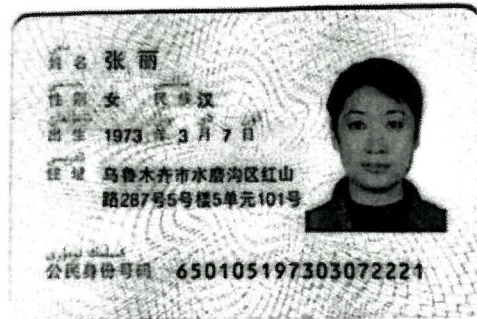 姓名 张丽
性别 女 民族 汉
出生 1973 年 3 月 7 日
住址 乌鲁木齐市水磨沟区红山
路287号5号楼5单元101号
公民身份号码 650105197303072221